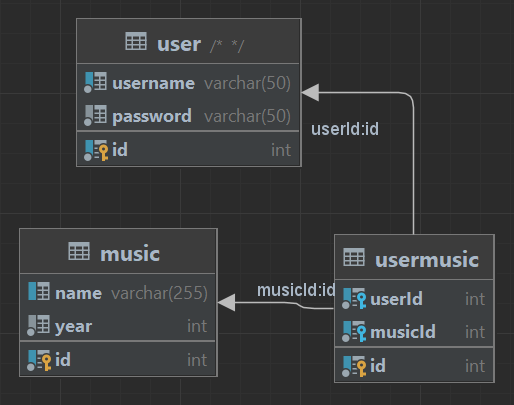 user /* */
username varchar(50)
password varchar(50)
id int
userId:id
music
name varchar(255)
year int
id int
musicId:id
usermusic
userId int
musicId int
id int